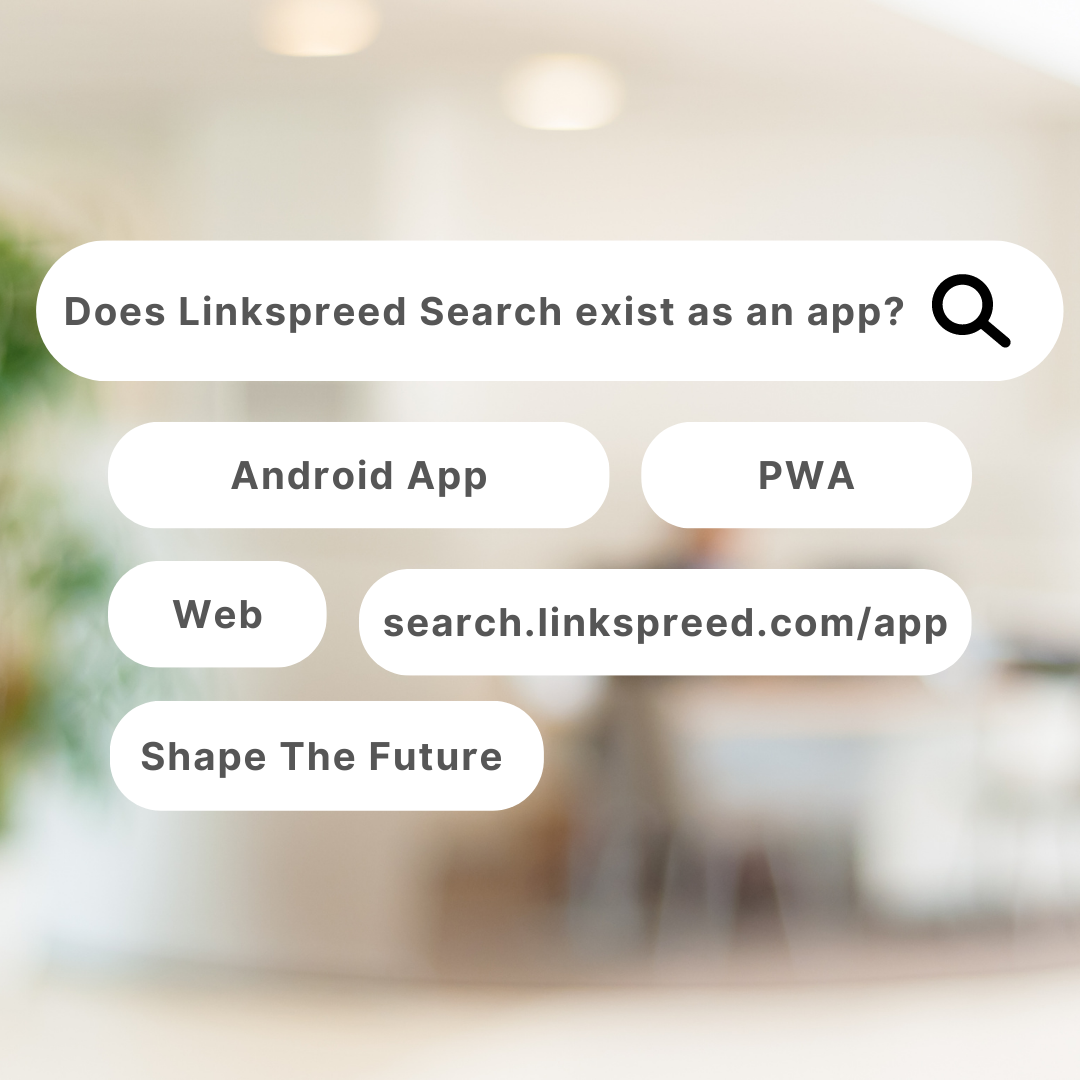 Does Linkspreed Search exist as an app?
Android App
PWA
Web
search.linkspreed.com/app
Shape The Future